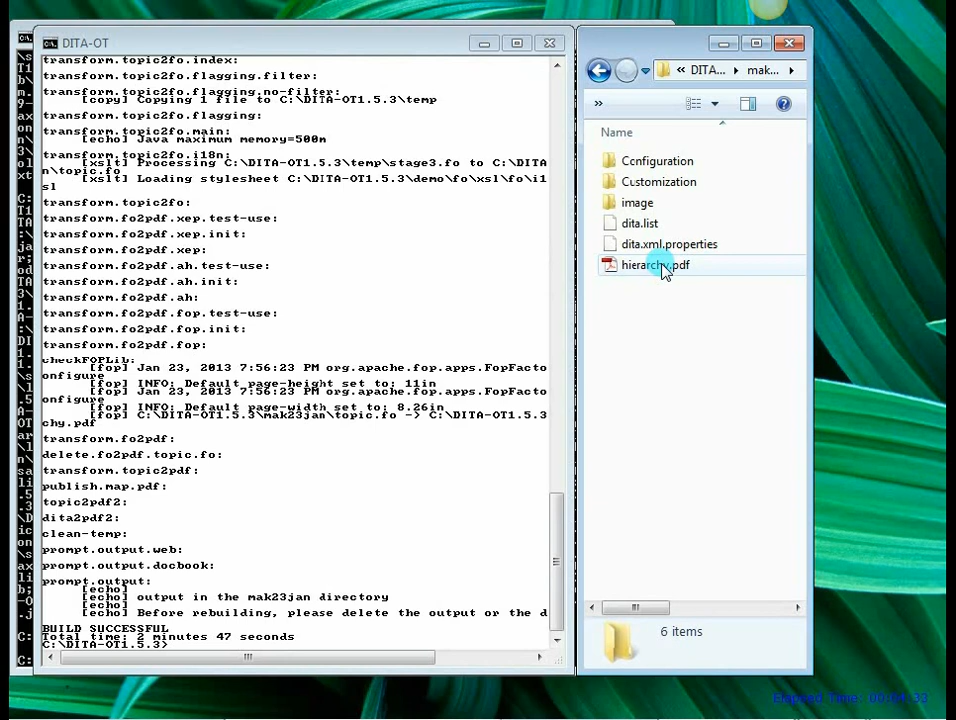 DITA-OT
transform.topic2fo.index:
transform.topic2fo.flagging.filter:
transform.topic2fo.flagging.no-filter:
[copy] Copying 1 file to C:\DITA-OT1.5.3\temp
transform.topic2fo.flagging:
transform.topic2fo.main:
[echo] Java maximum memory=500m
transform.topic2fo.i18n:
[xslt] Processing C:\DITA-OT1.5.3\temp\stage3.fo to C:\DITA
n\topic.fo
[xslt] Loading stylesheet C:\DITA-OT1.5.3\demo\fo\xsl\fo\i1
sl
transform.topic2fo:
transform.fo2pdf.xep.test-use:
transform.fo2pdf.xep.init:
transform.fo2pdf.xep:
transform.fo2pdf.ah.test-use:
transform.fo2pdf.ah.init:
transform.fo2pdf.ah:
transform.fo2pdf.fop.test-use:
transform.fo2pdf.fop.init:
transform.fo2pdf.fop:
checkFOPLib:
[fop] Jan 23, 2013 7:56:23 PM org.apache.fop.apps.FopFacto
onfigure
[fop] INFO: Default page-height set to: 11in
[fop] Jan 23, 2013 7:56:23 PM org.apache.fop.apps.FopFacto
onfigure
[fop] INFO: Default page-width set to: 8.26in
[fop] C:\DITA-OT1.5.3\mak23jan\topic.fo -> C:\DITA-OT1.5.3
chy.pdf
transform.fo2pdf:
delete.fo2pdf.topic.fo:
transform.topic2pdf:
publish.map.pdf:
topic2pdf2:
dita2pdf2:
clean-temp:
prompt.output.web:
prompt.output.docbook:
prompt.output:
[echo]
[echo] output in the mak23jan directory
[echo]
[echo] Before rebuilding, please delete the output or the d
BUILD SUCCESSFUL
Total time: 2 minutes 47 seconds
C:\DITA-OT1.5.3>
« DITA... ▸ mak... ▸
»
Name
Configuration
Customization
image
dita.list
dita.xml.properties
hierarchy.pdf
6 items
Elapsed Time: 00:04:33